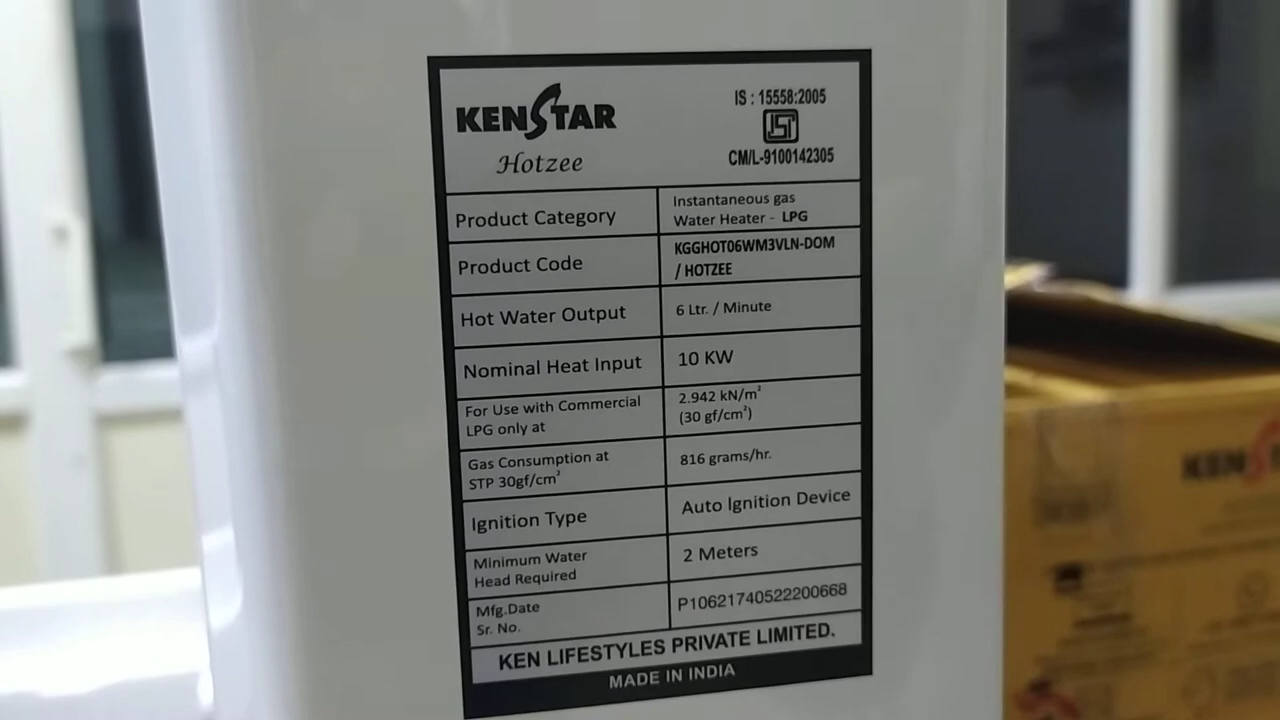 KENSTAR
Hotzee
IS : 15558:2005
ISI
CM/L-9100142305
Product Category
Instantaneous gas
Water Heater - LPG
Product Code
KGGHOT06WM3VLN-DOM
/ HOTZEE
Hot Water Output
6 Ltr. / Minute
Nominal Heat Input
10 KW
For Use with Commercial
LPG only at
2.942 kN/m²
(30 gf/cm²)
Gas Consumption at
STP 30gf/cm²
816 grams/hr.
Ignition Type
Auto Ignition Device
Minimum Water
Head Required
2 Meters
Mfg.Date
Sr. No.
P10621740522200668
KEN LIFESTYLES PRIVATE LIMITED.
MADE IN INDIA